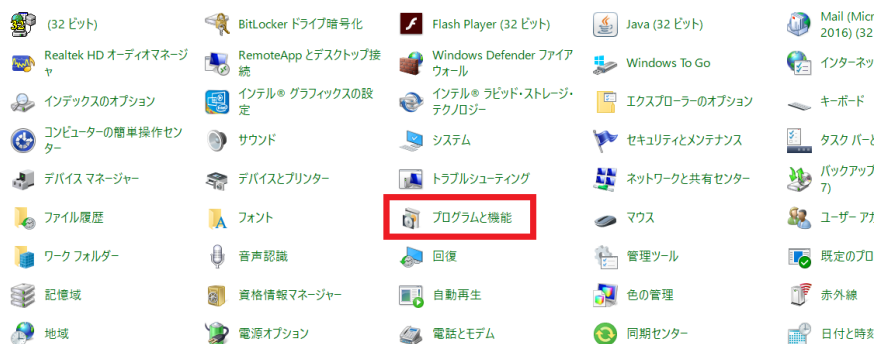 (32 ビット)
BitLocker ドライブ暗号化
Flash Player (32 ビット)
Java (32 ビット)
Mail (Micr
2016) (32
Realtek HD オーディオマネージ
ャ
RemoteApp とデスクトップ接
続
Windows Defender ファイア
ウォール
Windows To Go
インターネッ
インデックスのオプション
インテル® グラフィックスの設
定
インテル® ラピッド・ストレージ・
テクノロジー
エクスプローラーのオプション
キーボード
コンピューターの簡単操作セン
ター
サウンド
システム
セキュリティとメンテナンス
タスク バーと
デバイス マネージャー
デバイスとプリンター
トラブルシューティング
ネットワークと共有センター
バックアップ
7)
ファイル履歴
フォント
プログラムと機能
マウス
ユーザー アカ
ワーク フォルダー
音声認識
回復
管理ツール
既定のプロ
記憶域
資格情報マネージャー
自動再生
色の管理
赤外線
地域
電源オプション
電話とモデム
同期センター
日付と時刻